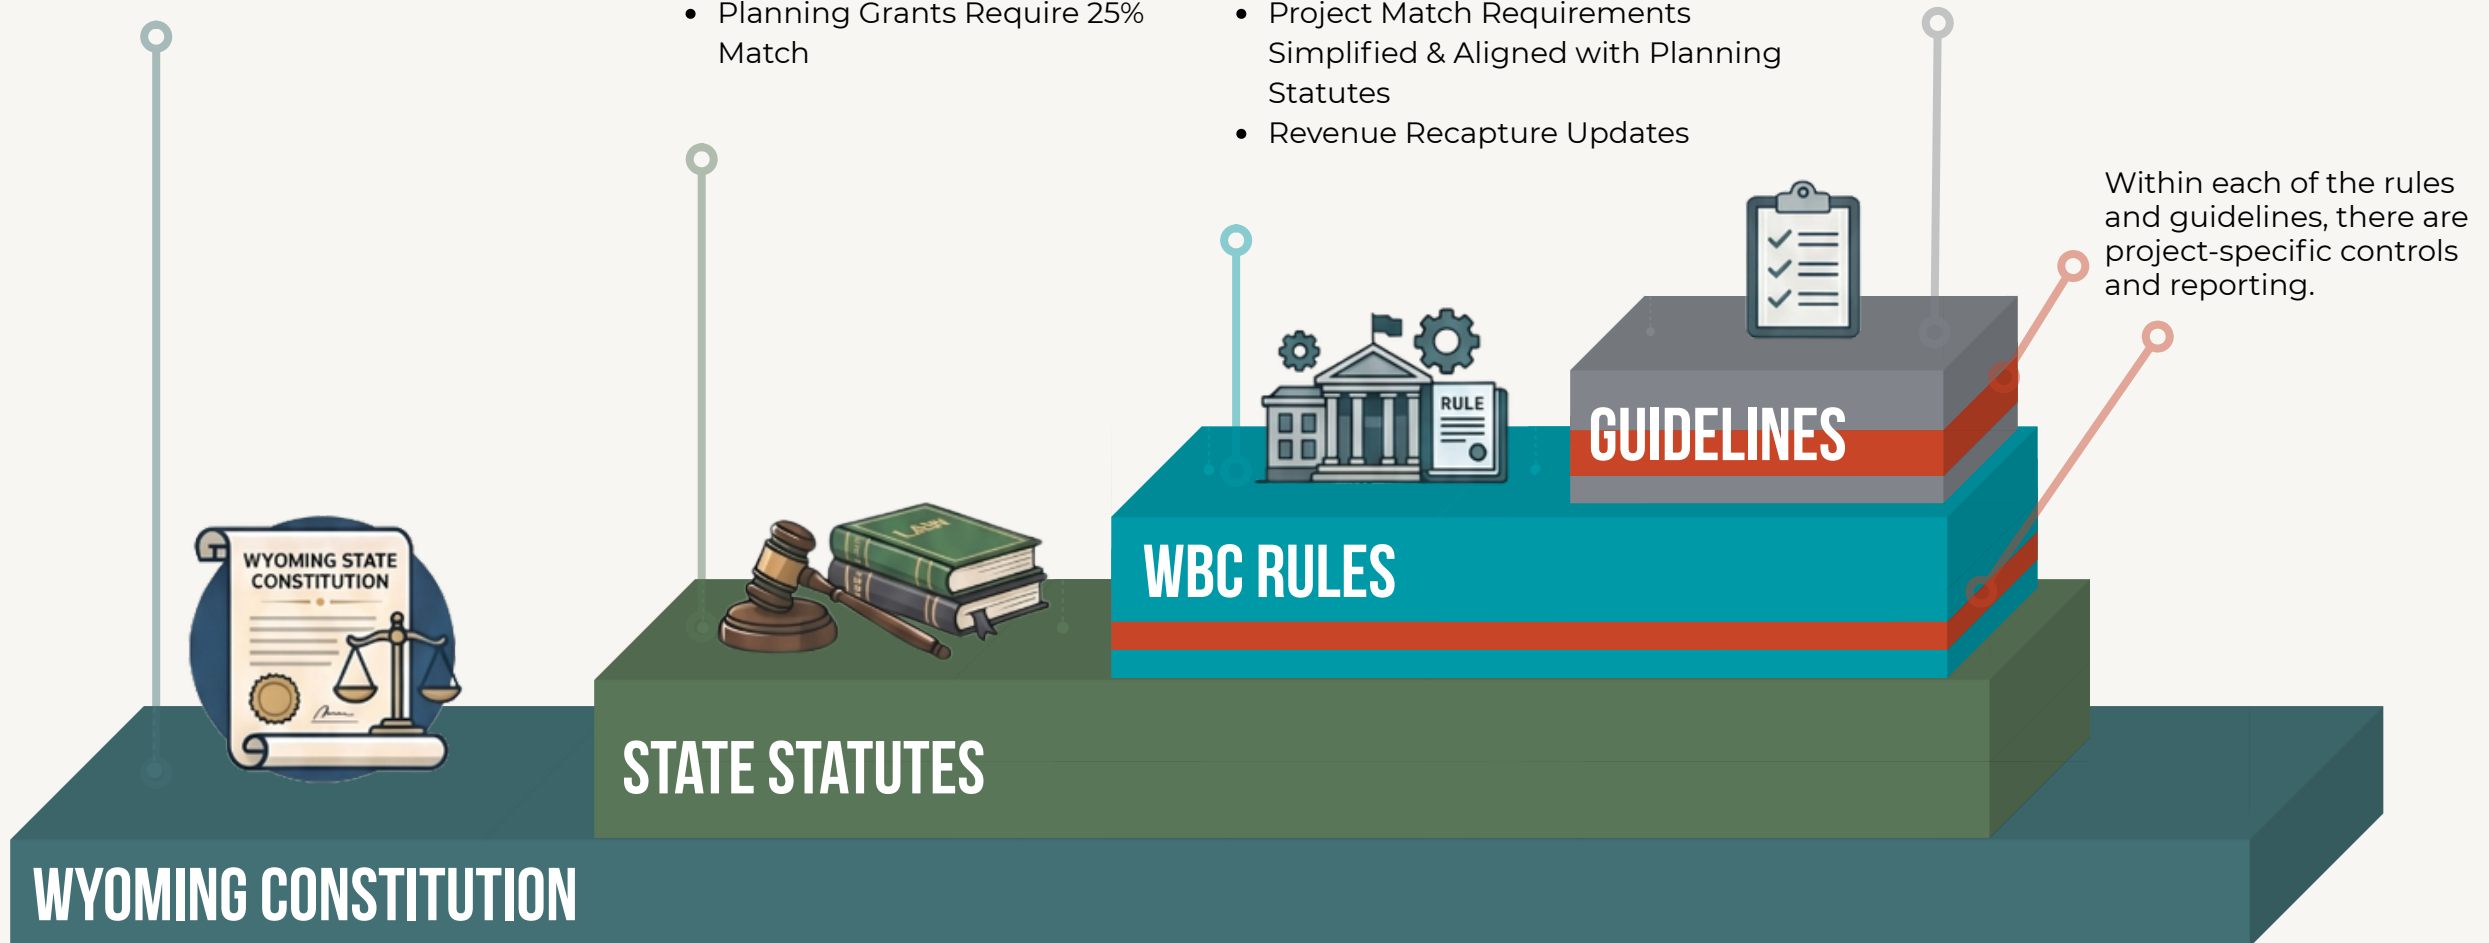 • Planning Grants Require 25%
Match
• Project Match Requirements
Simplified & Aligned with Planning
Statutes
• Revenue Recapture Updates
Within each of the rules
and guidelines, there are
project-specific controls
and reporting.
RULE
GUIDELINES
LAW
WBC RULES
WYOMING STATE
CONSTITUTION
STATE STATUTES
WYOMING CONSTITUTION